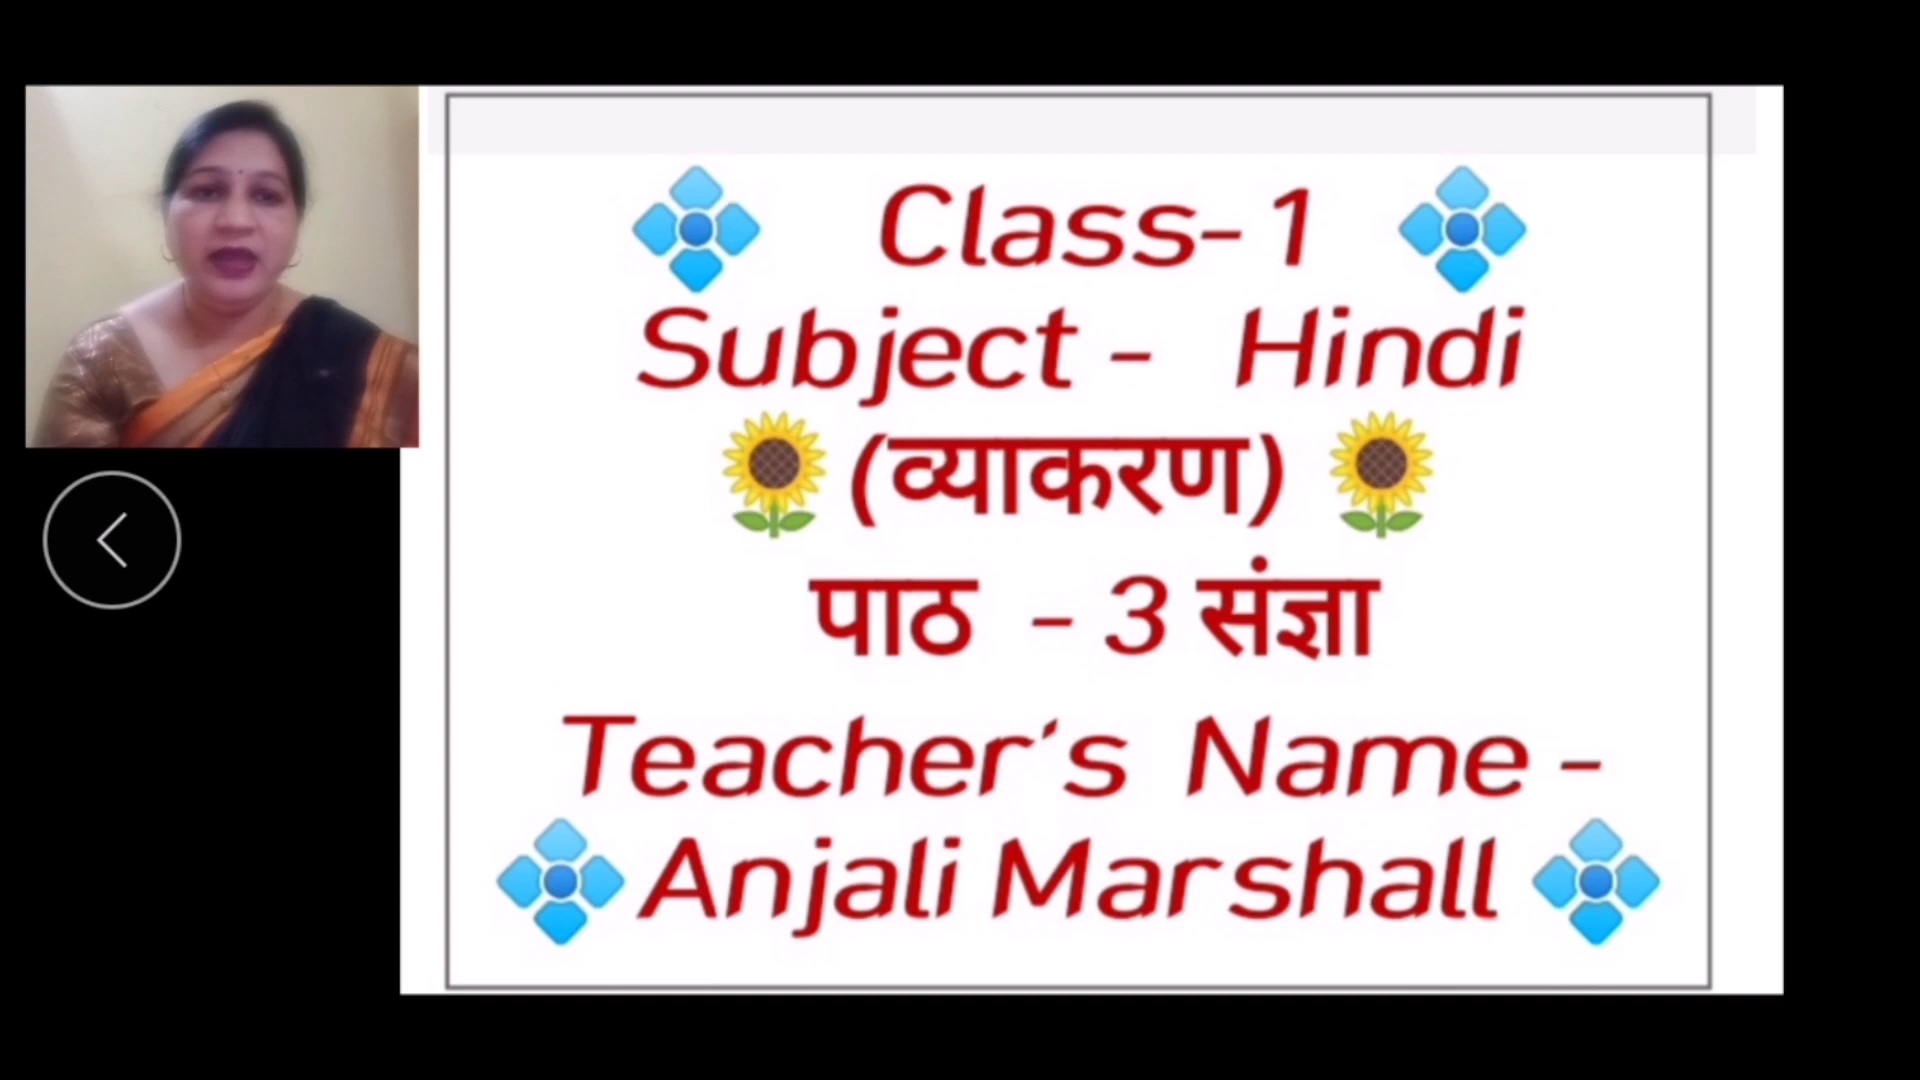 Class-1
Subject - Hindi
(व्याकरण)
पाठ - 3 संज्ञा
Teacher's Name -
Anjali Marshall